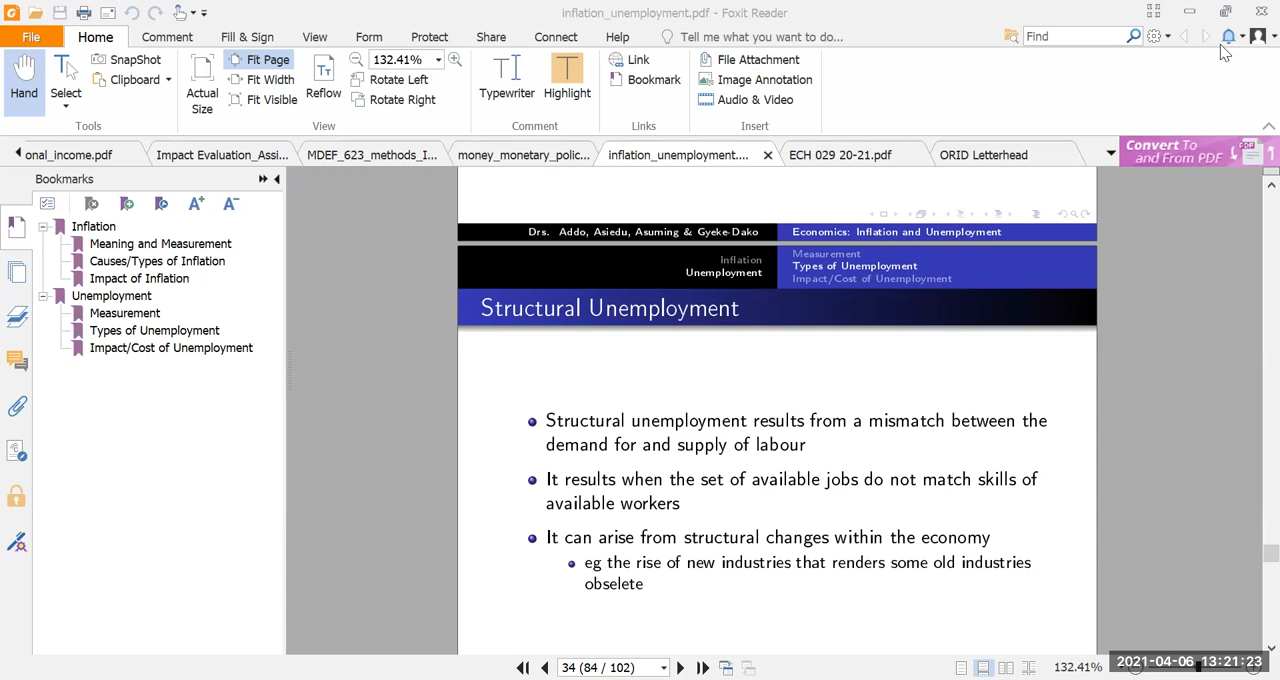 inflation_unemployment.pdf - Foxit Reader
File Home Comment Fill & Sign View Form Protect Share Connect Help Tell me what you want to do... Find
Hand
Select
SnapShot
Clipboard
Tools
Actual
Size
Fit Page
Fit Width
Fit Visible
Reflow
132.41%
Rotate Left
Rotate Right
View
Typewriter
Highlight
Comment
Link
Bookmark
Links
File Attachment
Image Annotation
Audio & Video
Insert
onal_income.pdf Impact Evaluation_Assi... MDEF_623_methods_I... money_monetary_polic... inflation_unemployment.... ECH 029 20-21.pdf ORID Letterhead
Convert To
and From PDF
Bookmarks
Inflation
Meaning and Measurement
Causes/Types of Inflation
Impact of Inflation
Unemployment
Measurement
Types of Unemployment
Impact/Cost of Unemployment
Drs. Addo, Asiedu, Asuming & Gyeke-Dako Economics: Inflation and Unemployment
Inflation
Unemployment
Measurement
Types of Unemployment
Impact/Cost of Unemployment
Structural Unemployment
Structural unemployment results from a mismatch between the
demand for and supply of labour
It results when the set of available jobs do not match skills of
available workers
It can arise from structural changes within the economy
eg the rise of new industries that renders some old industries
obselete
34 (84 / 102)
132.41%
2021-04-06 13:21:23